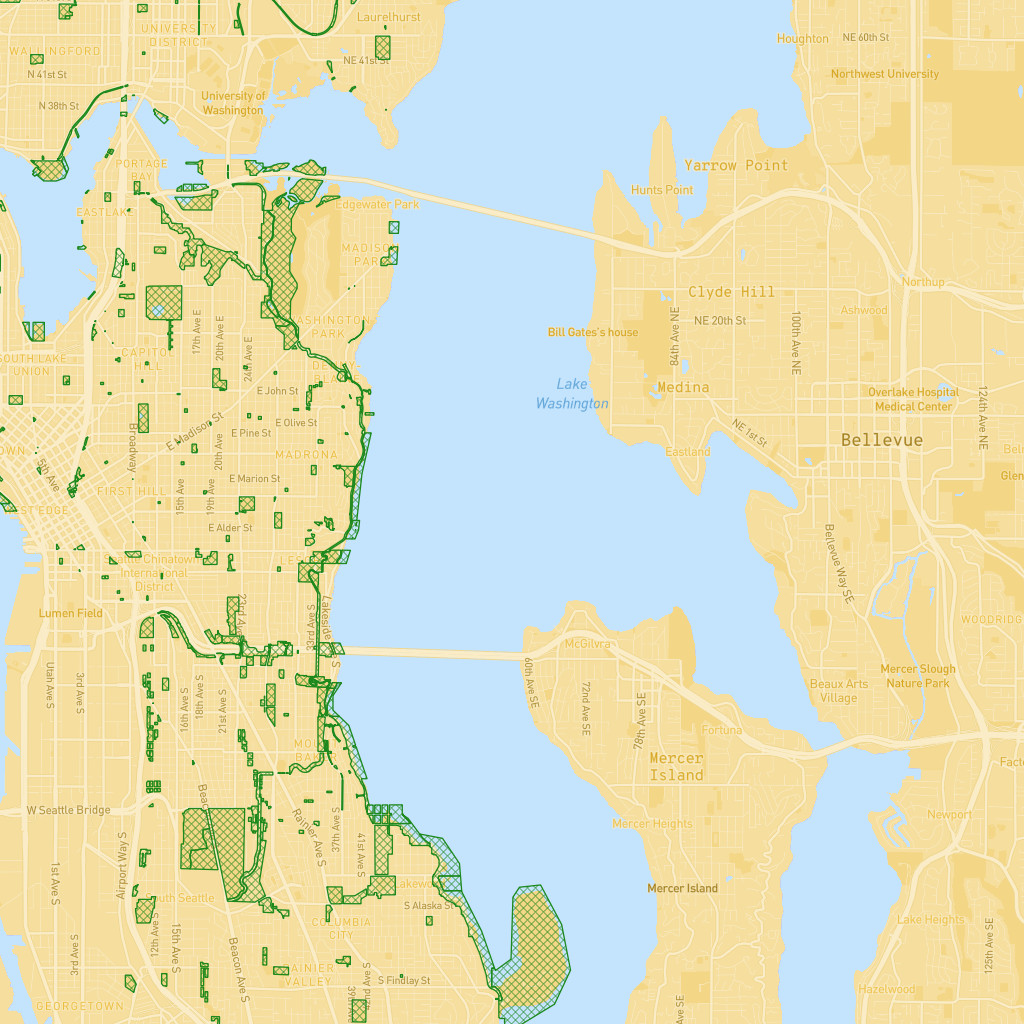 Laurelhurst
UNIVERSITY
DISTRICT
Houghton
NE 60th St
WALLINGFORD
NE 41st St
N 41st St
Northwest University
N 38th St
University of
Washington
PORTAGE
BAY
Yarrow Point
Hunts Point
EASTLAKE
Edgewater Park
MADISON
PARK
Northup
Clyde Hill
Ashwood
NE 20th St
WASHINGTON
PARK
Bill Gates's house
17th Ave E
20th Ave E
24th Ave E
84th Ave NE
100th Ave NE
CAPITOL
HILL
SOUTH LAKE
UNION
E John St
Lake
Washington
Medina
Overlake Hospital
Medical Center
124th Ave NE
E Olive St
E Madison St
E Pine St
NE 1st St
Bellevue
Broadway
20th Ave
MADRONA
Eastland
5th Ave
E Marion St
15th Ave
19th Ave
FIRST HILL
E Alder St
Bellevue Way SE
Seattle Chinatown
International
District
Lumen Field
23rd Ave
33rd Ave S
Lakeside
S
WOODRIDGE
McGilvra
60th Ave SE
Utah Ave S
3rd Ave S
16th Ave S
18th Ave S
21st Ave S
72nd Ave SE
78th Ave SE
Mercer Slough
Nature Park
Beaux Arts
Village
Fortuna
Mercer
Island
W Seattle Bridge
Rainier Ave S
37th Ave S
41st Ave S
Mercer Heights
Newport
1st Ave S
Airport Way S
Mercer Island
S Alaska St
COLUMBIA
CITY
Lake Heights
3rd Ave S
12th Ave S
15th Ave S
Beacon Ave S
RAINIER
VALLEY
S Findlay St
125th Ave SE
Hazelwood
GEORGETOWN